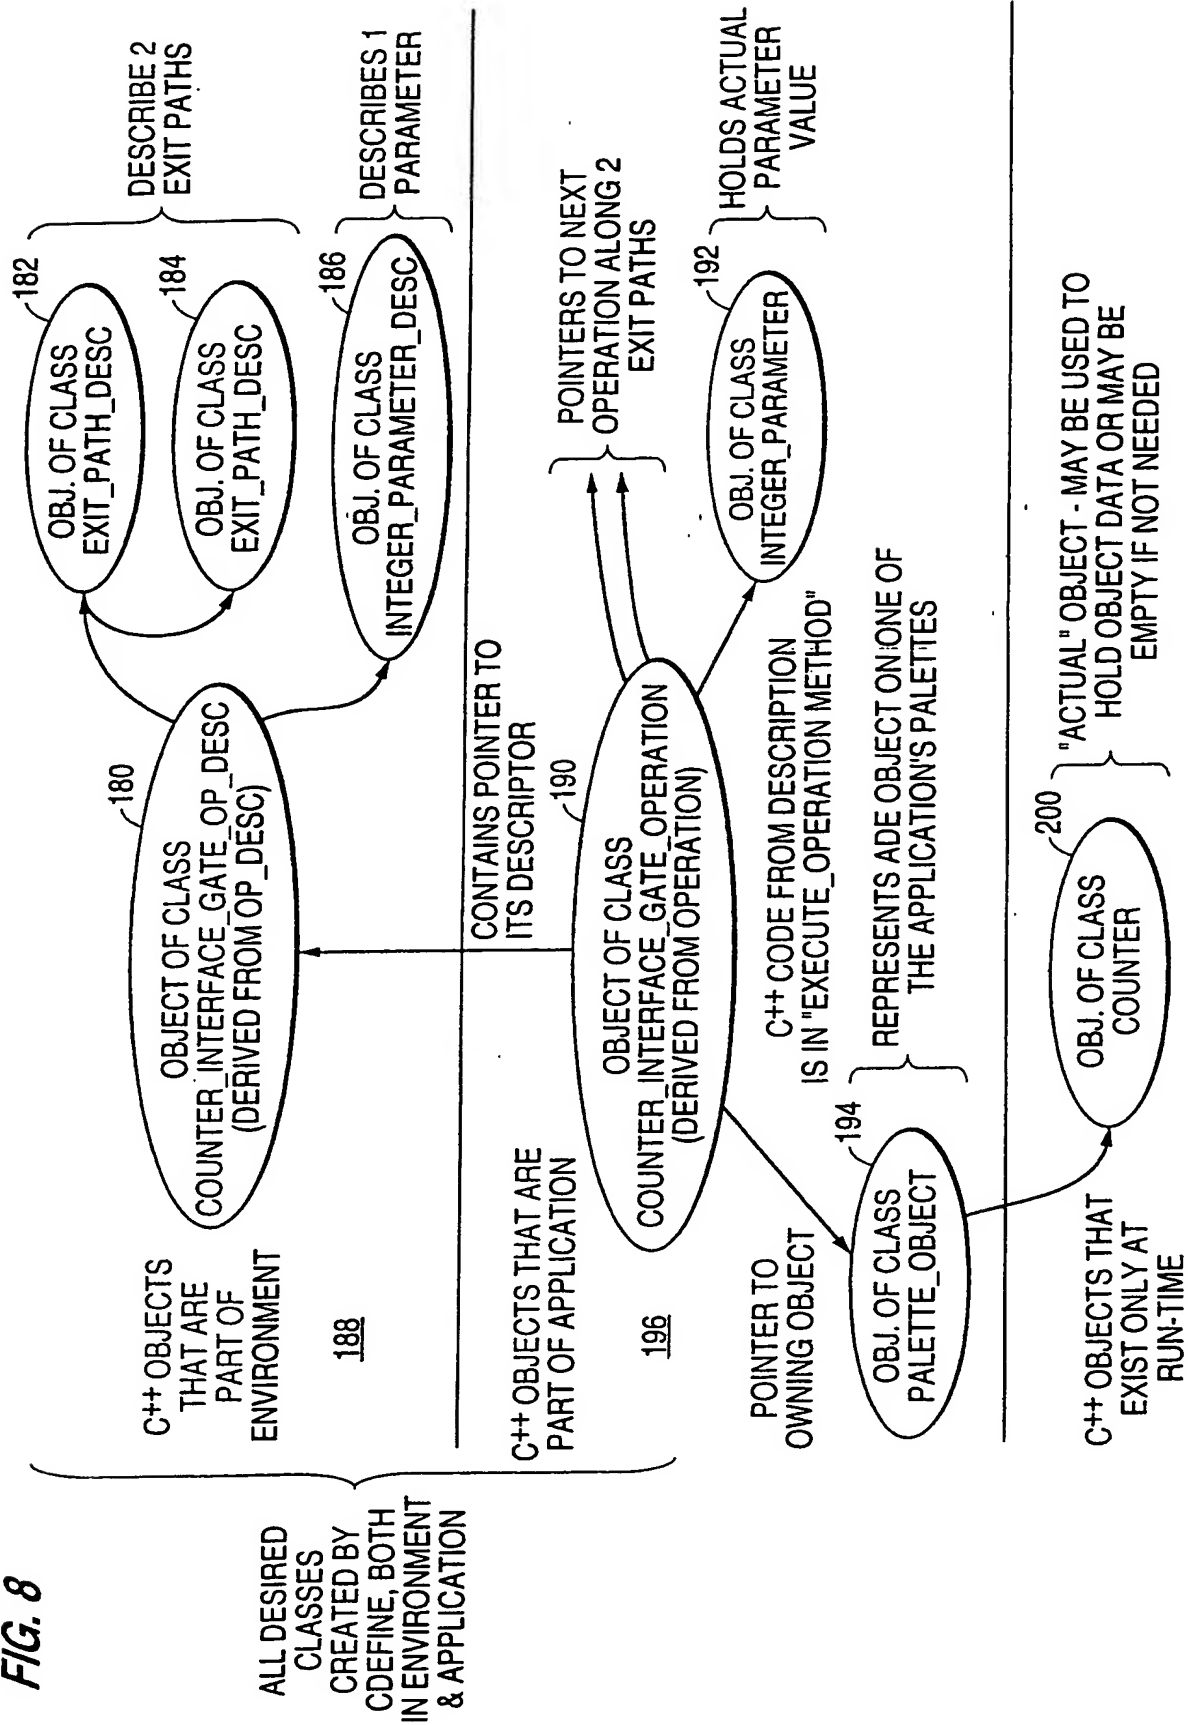 FIG. 8
ALL DESIRED
CLASSES
CREATED BY
CDEFINE, BOTH
IN ENVIRONMENT
& APPLICATION
C++ OBJECTS
THAT ARE
PART OF
ENVIRONMENT
188
180
OBJECT OF CLASS
COUNTER_INTERFACE_GATE_OP_DESC
(DERIVED FROM OP_DESC)
182
OBJ. OF CLASS
EXIT_PATH_DESC
184
OBJ. OF CLASS
EXIT_PATH_DESC
DESCRIBE 2
EXIT PATHS
186
OBJ. OF CLASS
INTEGER_PARAMETER_DESC
DESCRIBES 1
PARAMETER
CONTAINS POINTER TO
ITS DESCRIPTOR
C++ OBJECTS THAT ARE
PART OF APPLICATION
196
190
OBJECT OF CLASS
COUNTER_INTERFACE_GATE_OPERATION
(DERIVED FROM OPERATION)
POINTERS TO NEXT
OPERATION ALONG 2
EXIT PATHS
192
OBJ. OF CLASS
INTEGER_PARAMETER
HOLDS ACTUAL
PARAMETER
VALUE
C++ CODE FROM DESCRIPTION
IS IN "EXECUTE_OPERATION METHOD"
POINTER TO
OWNING OBJECT
194
OBJ. OF CLASS
PALETTE_OBJECT
REPRESENTS ADE OBJECT ON ONE OF
THE APPLICATION'S PALETTES
C++ OBJECTS THAT
EXIST ONLY AT
RUN-TIME
200
OBJ. OF CLASS
COUNTER
"ACTUAL" OBJECT - MAY BE USED TO
HOLD OBJECT DATA OR MAY BE
EMPTY IF NOT NEEDED